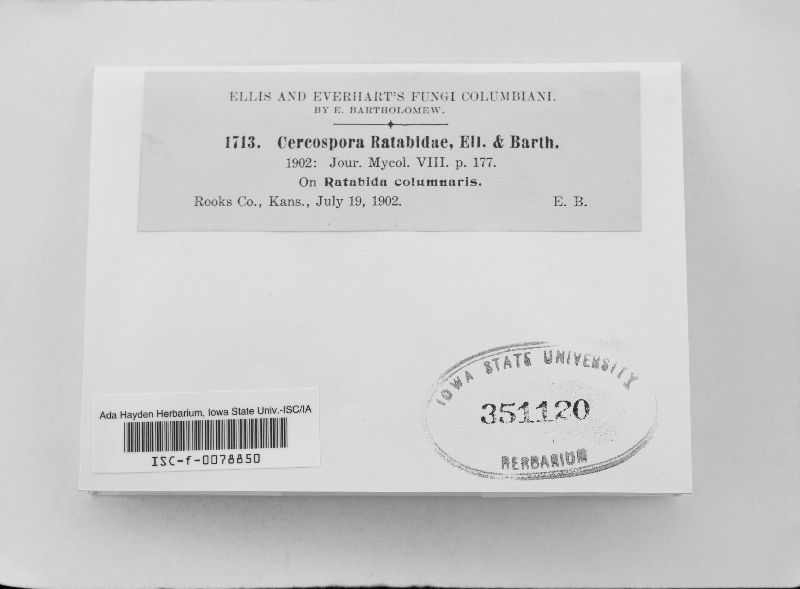 ELLIS AND EVERHART'S FUNGI COLUMBIANI.
BY E. BARTHOLOMEW.
1713. Cercospora Ratabidae, Ell. & Barth.
1902: Jour. Mycol. VIII. p. 177.
On Ratabida columnaris.
Rooks Co., Kans., July 19, 1902. E. B.
IOWA STATE UNIVERSITY
351120
HERBARIUM
Ada Hayden Herbarium, Iowa State Univ.-ISC/IA
ISC-f-0078850